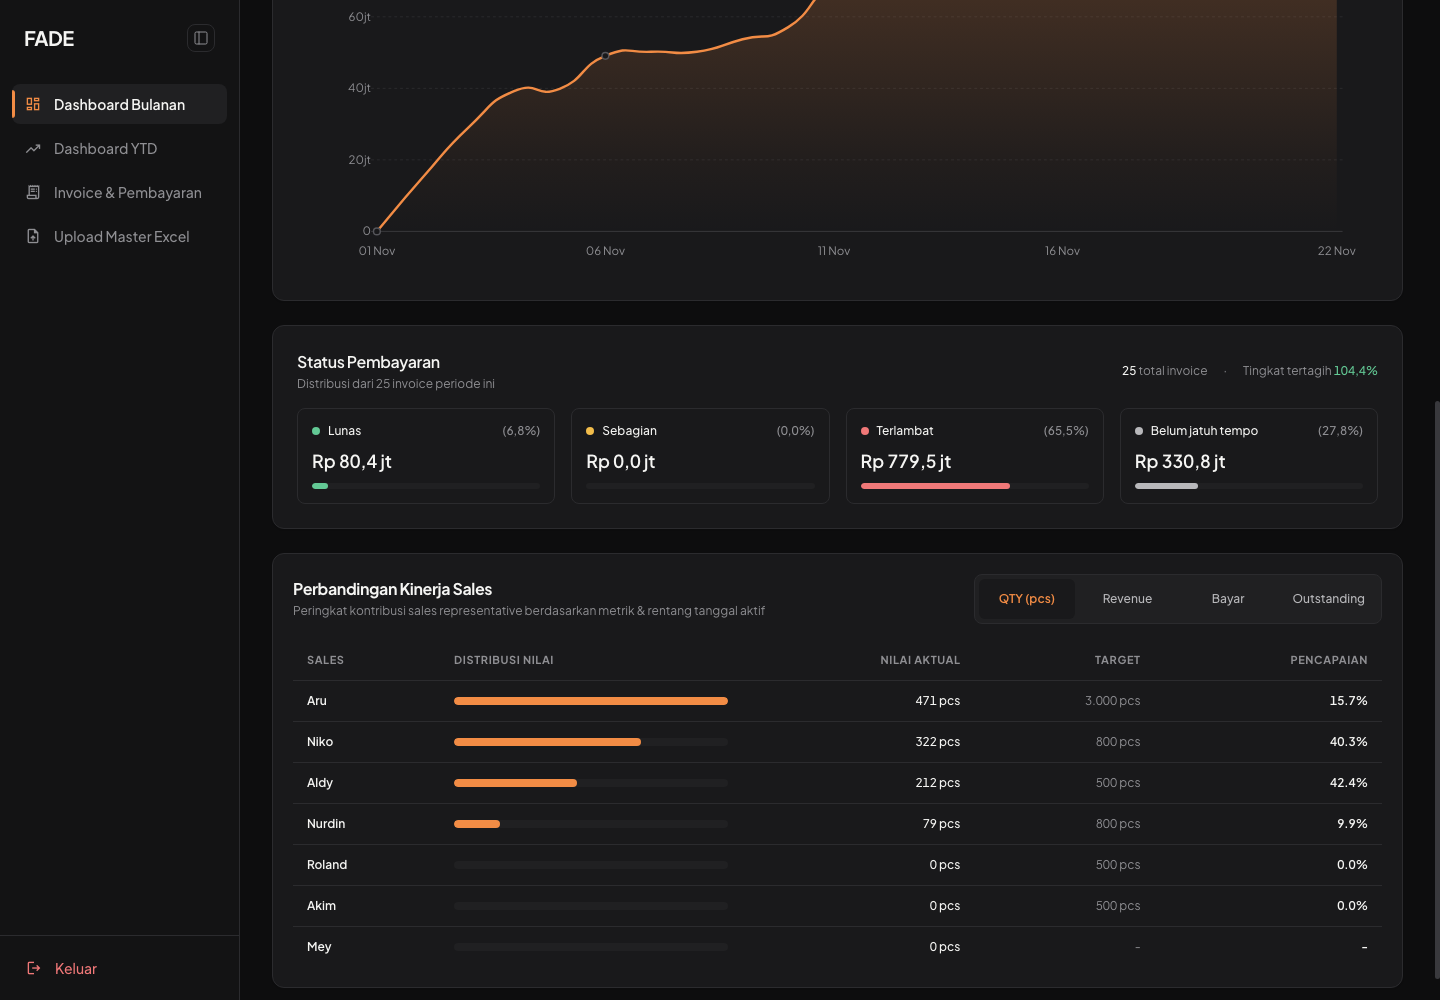 FADE
Dashboard Bulanan
Dashboard YTD
Invoice & Pembayaran
Upload Master Excel
Keluar
60jt
40jt
20jt
0
01 Nov 06 Nov 11 Nov 16 Nov 22 Nov
Status Pembayaran
Distribusi dari 25 invoice periode ini
25 total invoice · Tingkat tertagih 104,4%
Lunas (6,8%)
Rp 80,4 jt
Sebagian (0,0%)
Rp 0,0 jt
Terlambat (65,5%)
Rp 779,5 jt
Belum jatuh tempo (27,8%)
Rp 330,8 jt
Perbandingan Kinerja Sales
Peringkat kontribusi sales representative berdasarkan metrik & rentang tanggal aktif
QTY (pcs) Revenue Bayar Outstanding
SALES DISTRIBUSI NILAI NILAI AKTUAL TARGET PENCAPAIAN
Aru 471 pcs 3.000 pcs 15.7%
Niko 322 pcs 800 pcs 40.3%
Aldy 212 pcs 500 pcs 42.4%
Nurdin 79 pcs 800 pcs 9.9%
Roland 0 pcs 500 pcs 0.0%
Akim 0 pcs 500 pcs 0.0%
Mey 0 pcs - -